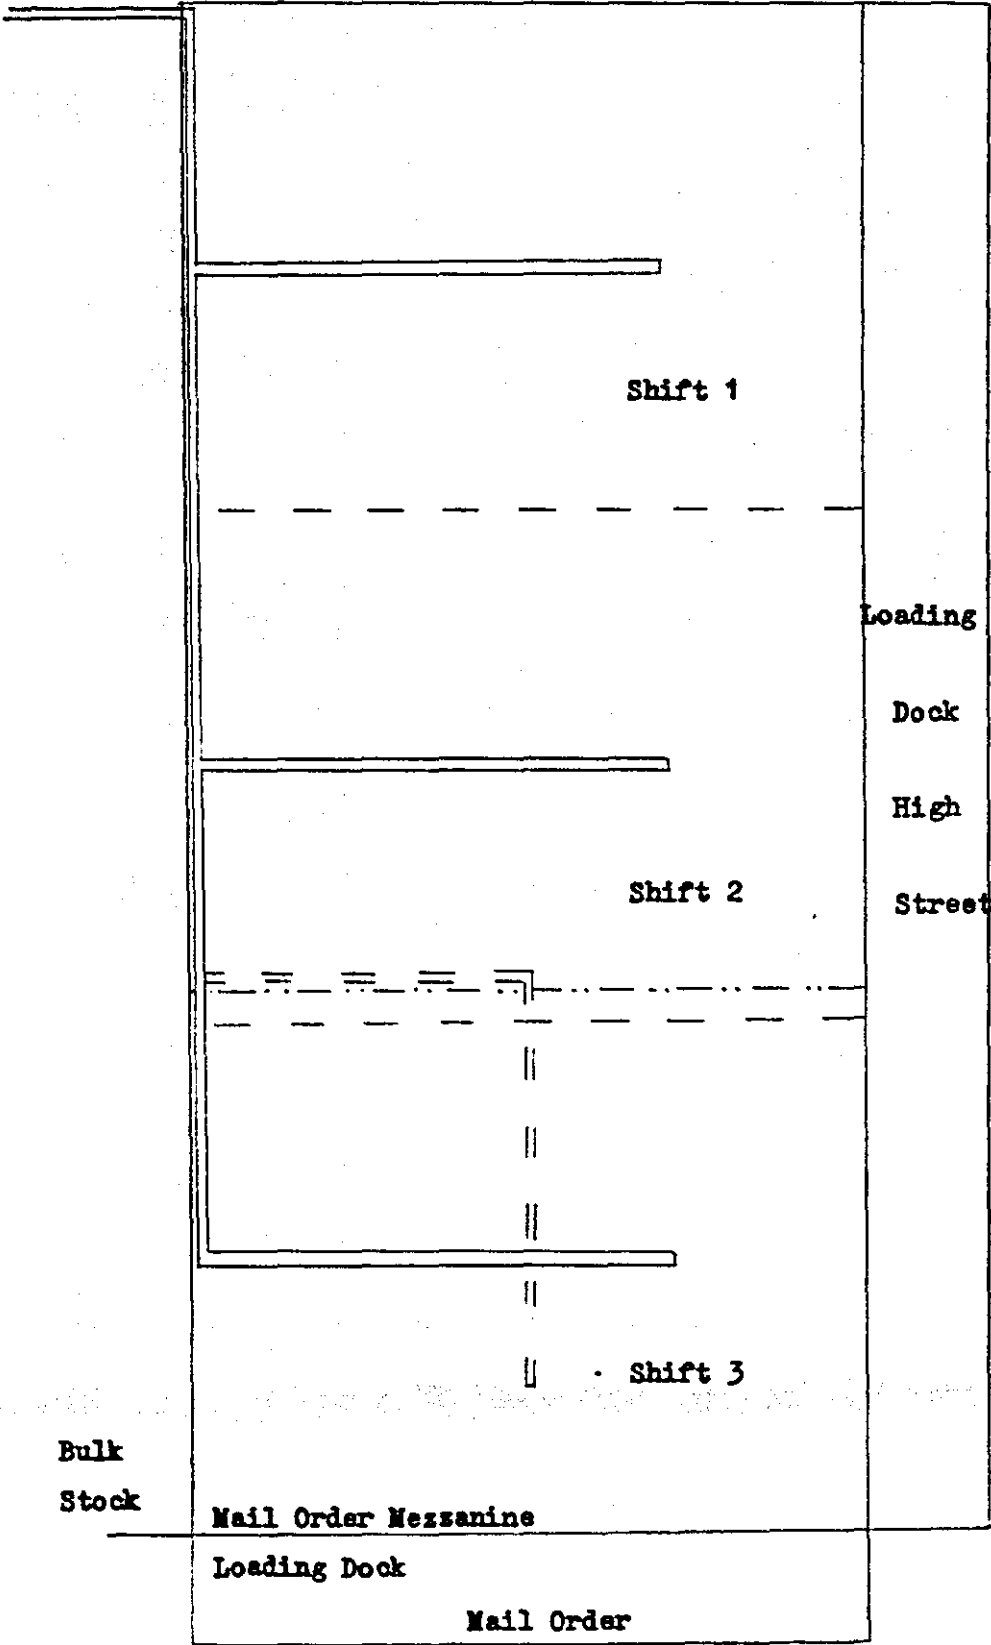 Shift 1
Loading
Dock
High
Street
Shift 2
Shift 3
Bulk
Stock
Mail Order Mezzanine
Loading Dock
Mail Order